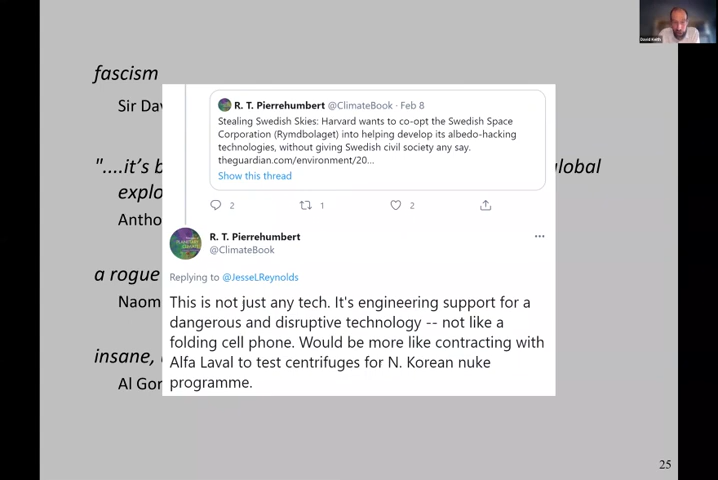 David Keith
fascism
Sir Dav
"....it's b
lobal
explo
Antho
a rogue
Naom
insane,
Al Gor
R. T. Pierrehumbert @ClimateBook · Feb 8
Stealing Swedish Skies: Harvard wants to co-opt the Swedish Space
Corporation (Rymdbolaget) into helping develop its albedo-hacking
technologies, without giving Swedish civil society any say.
theguardian.com/environment/20...
Show this thread
2 1 2
R. T. Pierrehumbert
@ClimateBook
Replying to @JesseLReynolds
This is not just any tech. It's engineering support for a
dangerous and disruptive technology -- not like a
folding cell phone. Would be more like contracting with
Alfa Laval to test centrifuges for N. Korean nuke
programme.
25